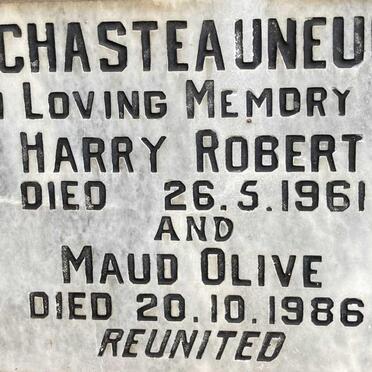 CHASTEAUNEU
LOVING MEMORY
HARRY ROBERT
DIED 26.5.1961
AND
MAUD OLIVE
DIED 20.10.1986
REUNITED